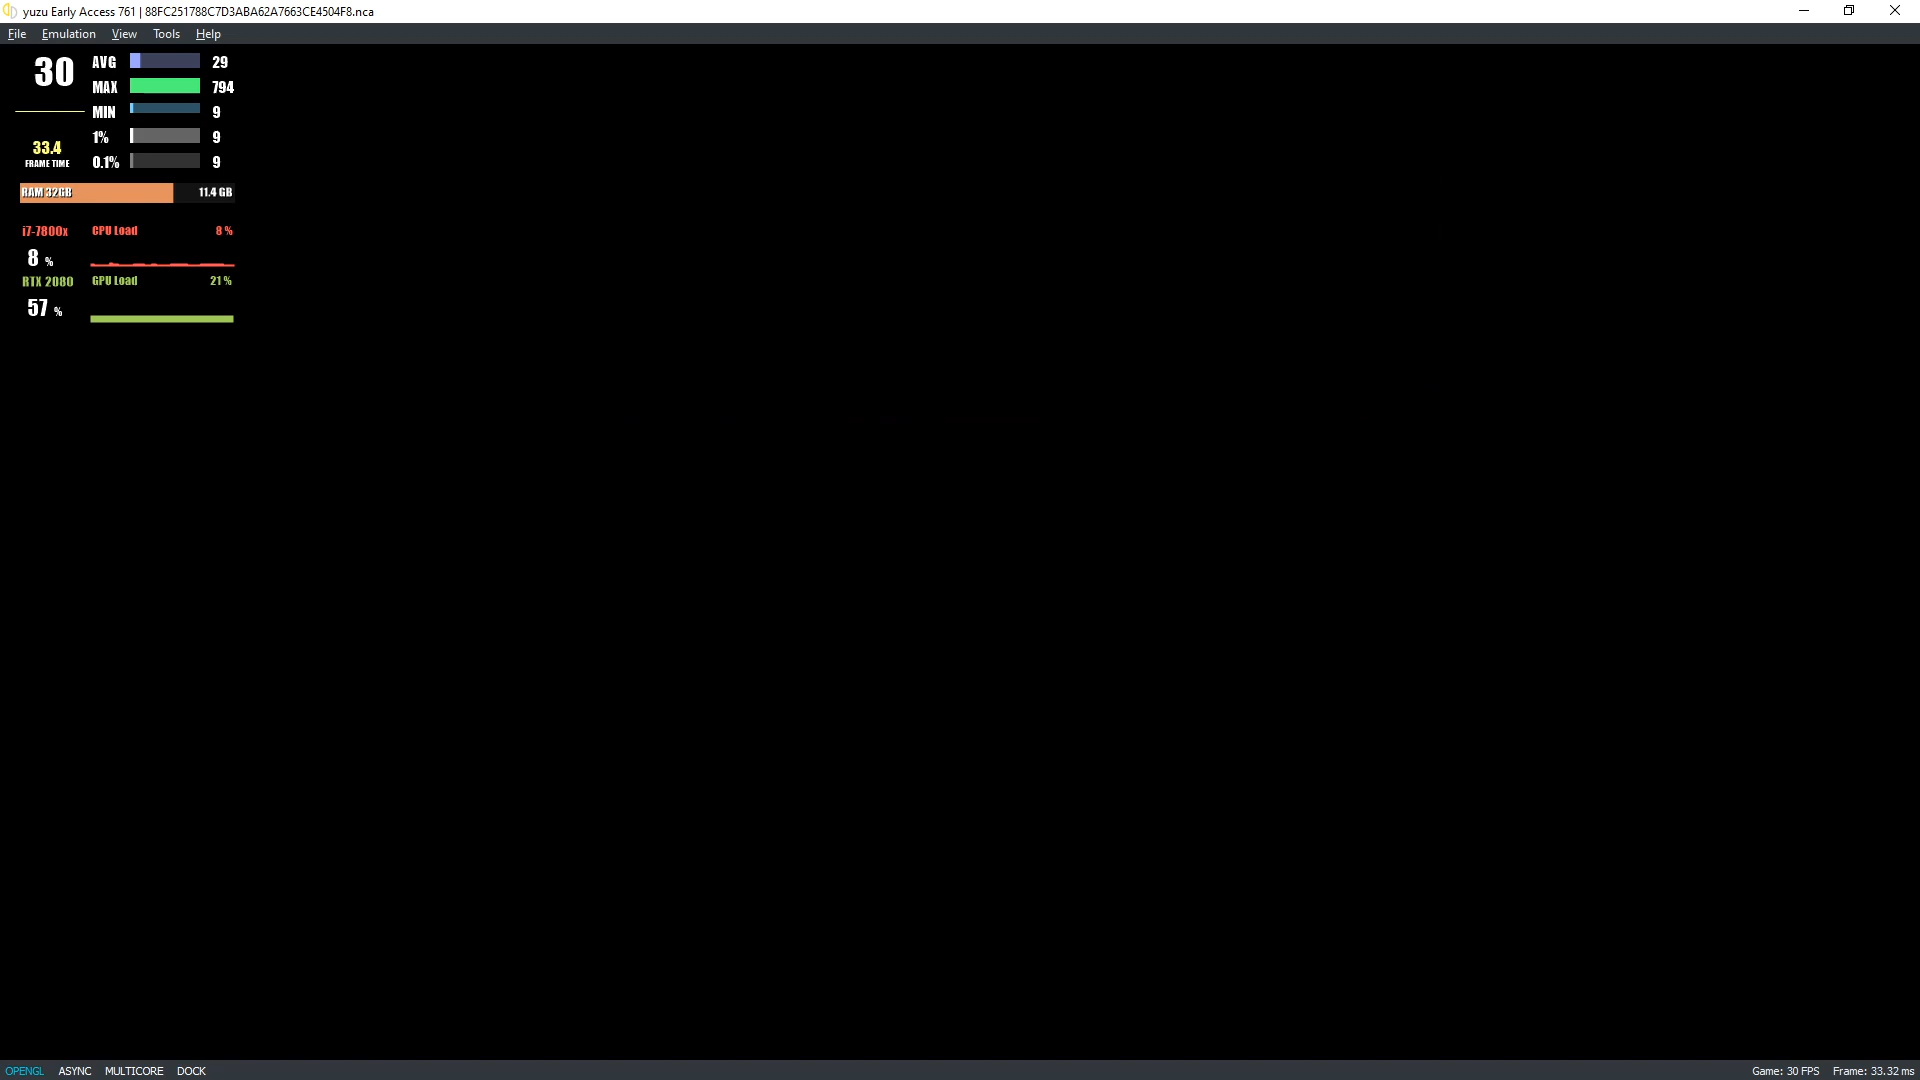 yuzu Early Access 761 | 88FC251788C7D3ABA62A7663CE4504F8.nca
File Emulation View Tools Help
30 AVG 29
MAX 794
MIN 9
1% 9
33.4
FRAME TIME 0.1% 9
RAM 32GB 11.4 GB
i7-7800x CPU Load 8 %
8 %
RTX 2080 GPU Load 21 %
57 %
OPENGL ASYNC MULTICORE DOCK Game: 30 FPS Frame: 33.32 ms